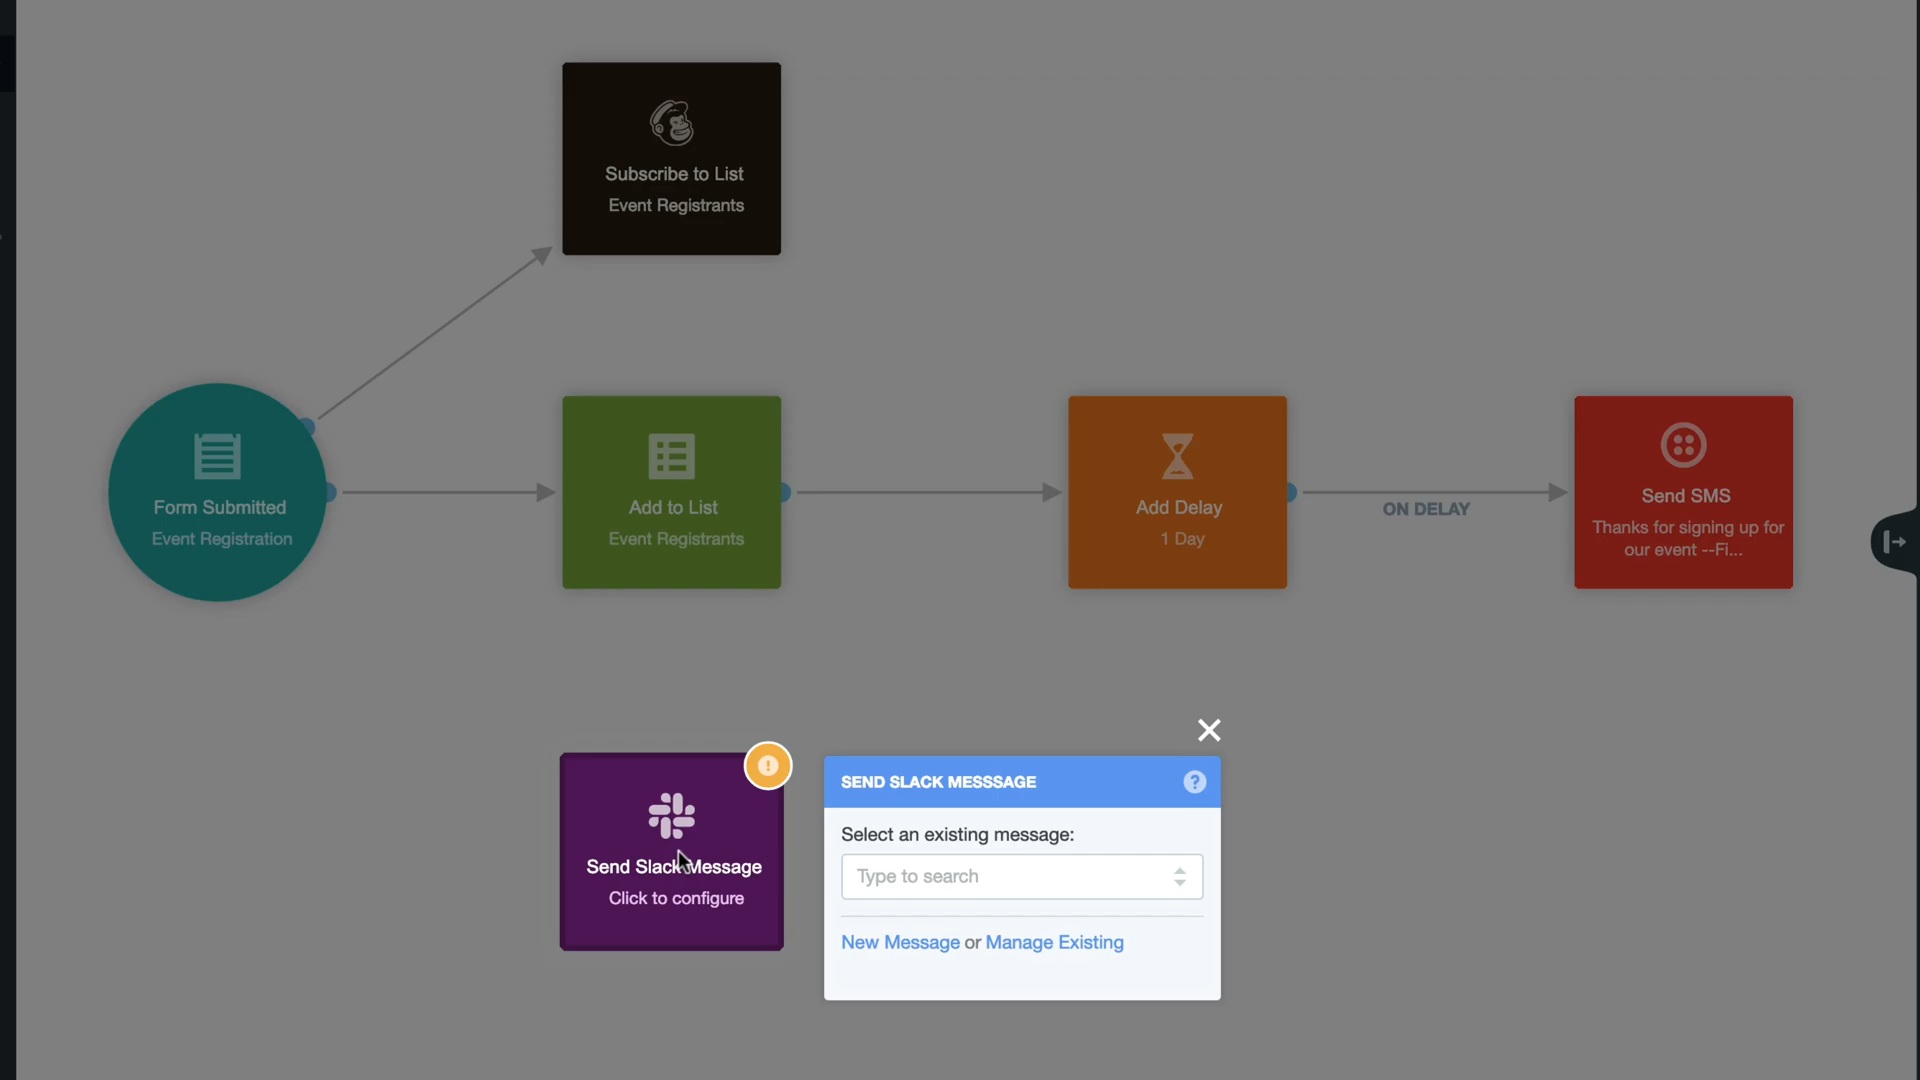 Subscribe to List
Event Registrants
Form Submitted
Event Registration
Add to List
Event Registrants
Add Delay
1 Day
ON DELAY
Send SMS
Thanks for signing up for
our event --Fi...
Send Slack Message
Click to configure
SEND SLACK MESSSAGE
Select an existing message:
Type to search
New Message or Manage Existing